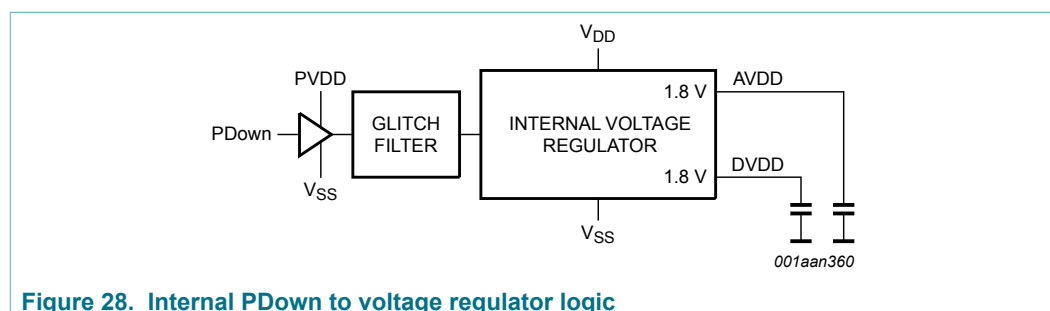 VDD
PVDD
PDown
VSS
GLITCH
FILTER
INTERNAL VOLTAGE
REGULATOR
1.8 V
AVDD
1.8 V
DVDD
VSS
001aan360
Figure 28. Internal PDown to voltage regulator logic